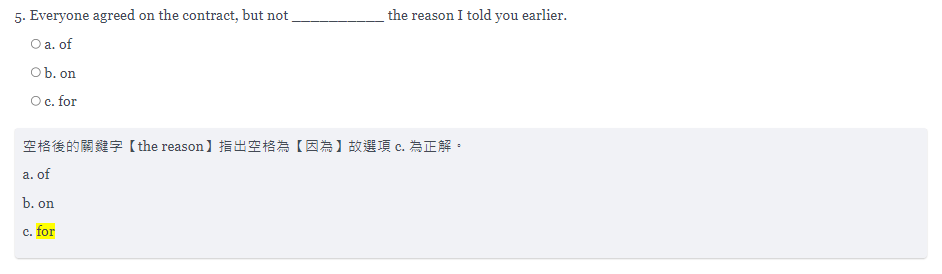 5. Everyone agreed on the contract, but not ___________ the reason I told you earlier.
a. of
b. on
c. for
空格後的關鍵字【the reason】指出空格為【因為】故選項 c. 為正解。
a. of
b. on
c. for